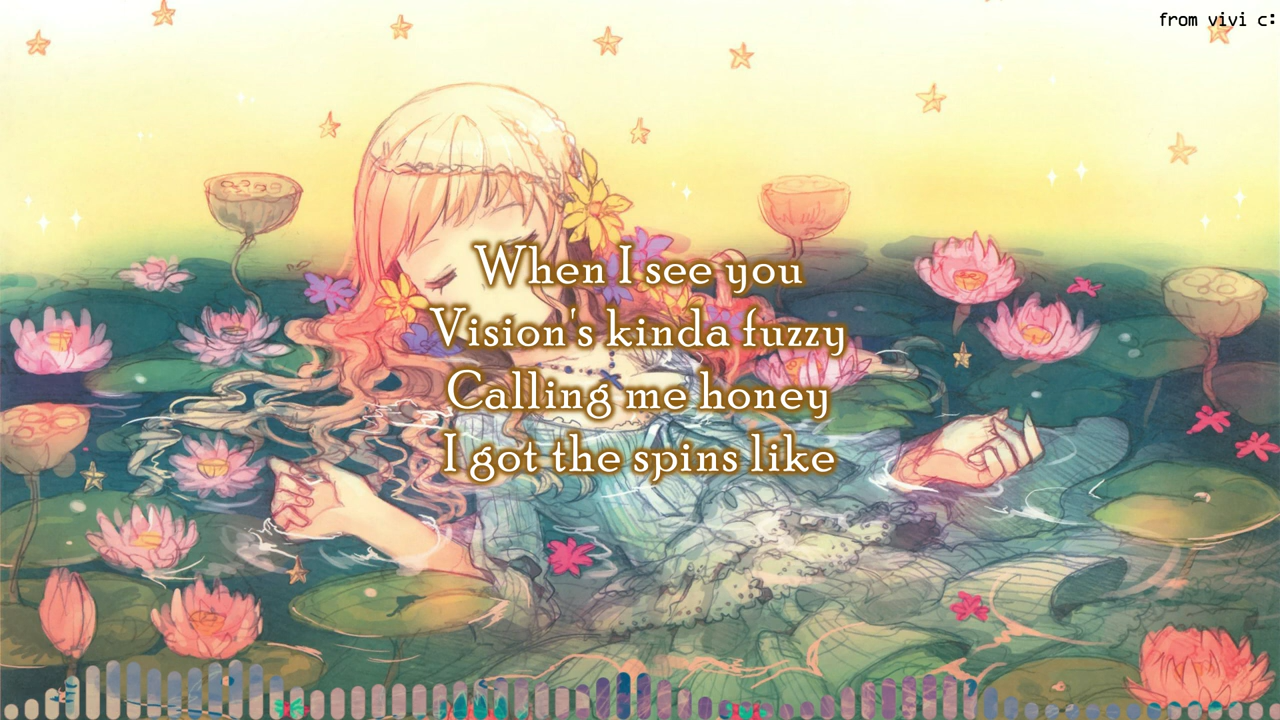 from vivi c:
When I see you
Vision's kinda fuzzy
Calling me honey
I got the spins like